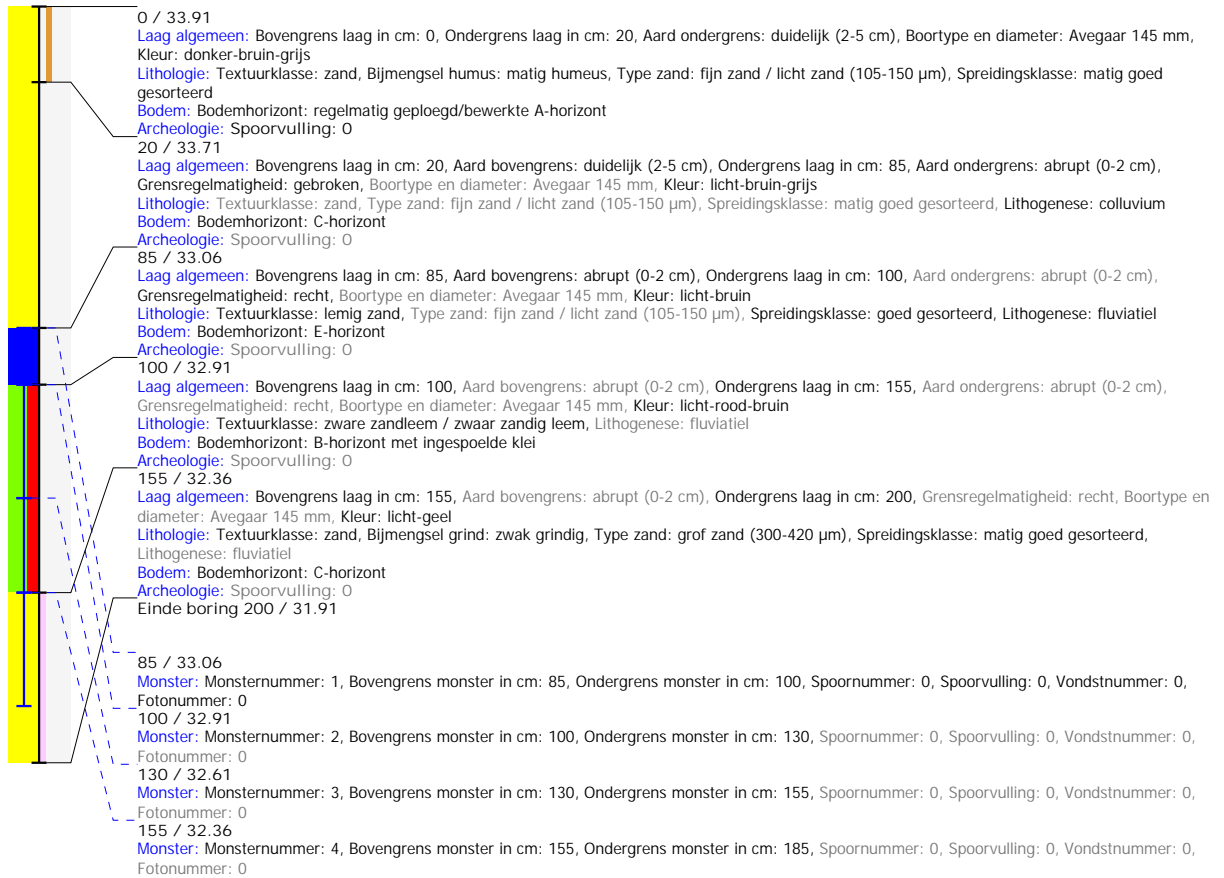 0 / 33.91
Laag algemeen: Bovengrens laag in cm: 0, Ondergrens laag in cm: 20, Aard ondergrens: duidelijk (2-5 cm), Boortype en diameter: Avegaar 145 mm,
Kleur: donker-bruin-grijs
Lithologie: Textuurklasse: zand, Bijmengsel humus: matig humeus, Type zand: fijn zand / licht zand (105-150 µm), Spreidingsklasse: matig goed
gesorteerd
Bodem: Bodemhorizont: regelmatig geploegd/bewerkte A-horizont
Archeologie: Spoorvulling: 0
20 / 33.71
Laag algemeen: Bovengrens laag in cm: 20, Aard bovengrens: duidelijk (2-5 cm), Ondergrens laag in cm: 85, Aard ondergrens: abrupt (0-2 cm),
Grensregelmatigheid: gebroken, Boortype en diameter: Avegaar 145 mm, Kleur: licht-bruin-grijs
Lithologie: Textuurklasse: zand, Type zand: fijn zand / licht zand (105-150 µm), Spreidingsklasse: matig goed gesorteerd, Lithogenese: colluvium
Bodem: Bodemhorizont: C-horizont
Archeologie: Spoorvulling: 0
85 / 33.06
Laag algemeen: Bovengrens laag in cm: 85, Aard bovengrens: abrupt (0-2 cm), Ondergrens laag in cm: 100, Aard ondergrens: abrupt (0-2 cm),
Grensregelmatigheid: recht, Boortype en diameter: Avegaar 145 mm, Kleur: licht-bruin
Lithologie: Textuurklasse: lemig zand, Type zand: fijn zand / licht zand (105-150 µm), Spreidingsklasse: goed gesorteerd, Lithogenese: fluviatiel
Bodem: Bodemhorizont: E-horizont
Archeologie: Spoorvulling: 0
100 / 32.91
Laag algemeen: Bovengrens laag in cm: 100, Aard bovengrens: abrupt (0-2 cm), Ondergrens laag in cm: 155, Aard ondergrens: abrupt (0-2 cm),
Grensregelmatigheid: recht, Boortype en diameter: Avegaar 145 mm, Kleur: licht-rood-bruin
Lithologie: Textuurklasse: zware zandleem / zwaar zandig leem, Lithogenese: fluviatiel
Bodem: Bodemhorizont: B-horizont met ingespoelde klei
Archeologie: Spoorvulling: 0
155 / 32.36
Laag algemeen: Bovengrens laag in cm: 155, Aard bovengrens: abrupt (0-2 cm), Ondergrens laag in cm: 200, Grensregelmatigheid: recht, Boortype en
diameter: Avegaar 145 mm, Kleur: licht-geel
Lithologie: Textuurklasse: zand, Bijmengsel grind: zwak grindig, Type zand: grof zand (300-420 µm), Spreidingsklasse: matig goed gesorteerd,
Lithogenese: fluviatiel
Bodem: Bodemhorizont: C-horizont
Archeologie: Spoorvulling: 0
Einde boring 200 / 31.91
85 / 33.06
Monster: Monsternummer: 1, Bovengrens monster in cm: 85, Ondergrens monster in cm: 100, Spoornummer: 0, Spoorvulling: 0, Vondstnummer: 0,
Fotonummer: 0
100 / 32.91
Monster: Monsternummer: 2, Bovengrens monster in cm: 100, Ondergrens monster in cm: 130, Spoornummer: 0, Spoorvulling: 0, Vondstnummer: 0,
Fotonummer: 0
130 / 32.61
Monster: Monsternummer: 3, Bovengrens monster in cm: 130, Ondergrens monster in cm: 155, Spoornummer: 0, Spoorvulling: 0, Vondstnummer: 0,
Fotonummer: 0
155 / 32.36
Monster: Monsternummer: 4, Bovengrens monster in cm: 155, Ondergrens monster in cm: 185, Spoornummer: 0, Spoorvulling: 0, Vondstnummer: 0,
Fotonummer: 0